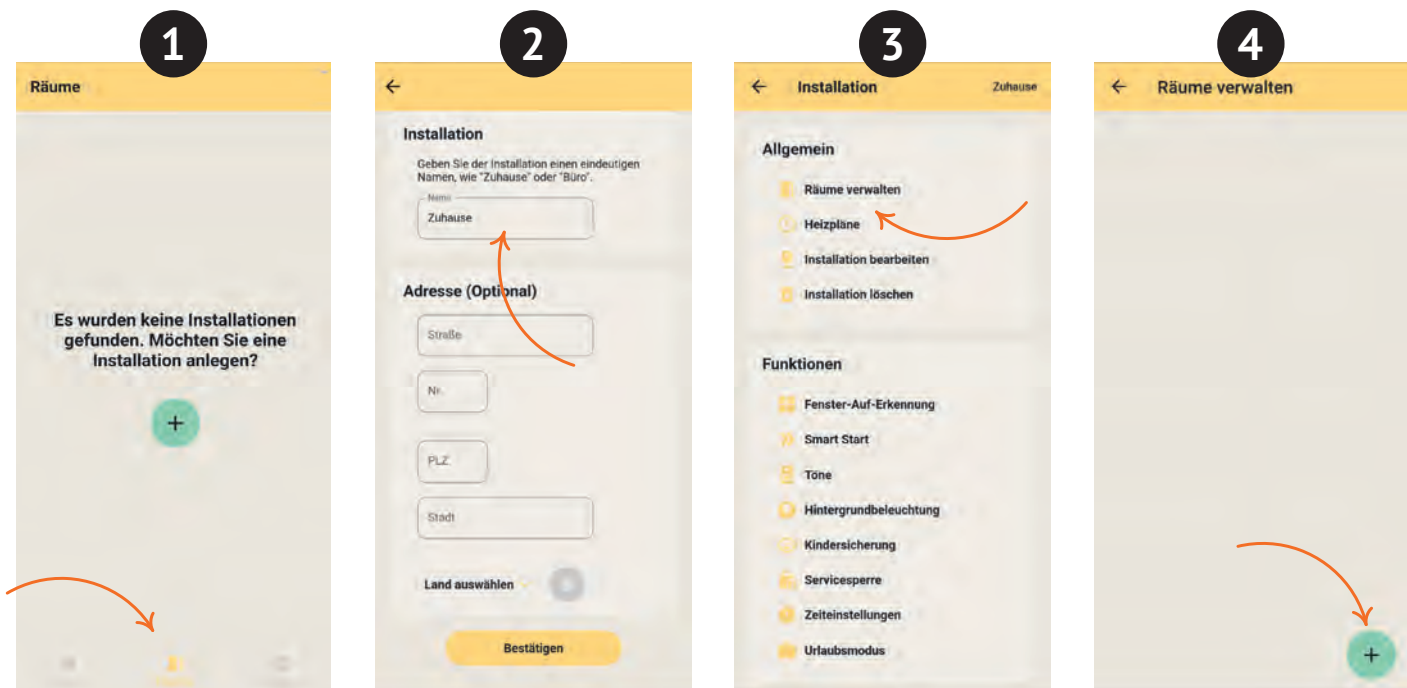 1
Räume
Es wurden keine Installationen
gefunden. Möchten Sie eine
Installation anlegen?
+
2
Installation
Geben Sie der Installation einen eindeutigen
Namen, wie "Zuhause" oder "Büro".
Name
Zuhause
Adresse (Optional)
Straße
Nr.
PLZ
Stadt
Land auswählen
Bestätigen
3
Installation Zuhause
Allgemein
Räume verwalten
Heizpläne
Installation bearbeiten
Installation löschen
Funktionen
Fenster-Auf-Erkennung
Smart Start
Töne
Hintergrundbeleuchtung
Kindersicherung
Servicesperre
Zeiteinstellungen
Urlaubsmodus
4
Räume verwalten
+